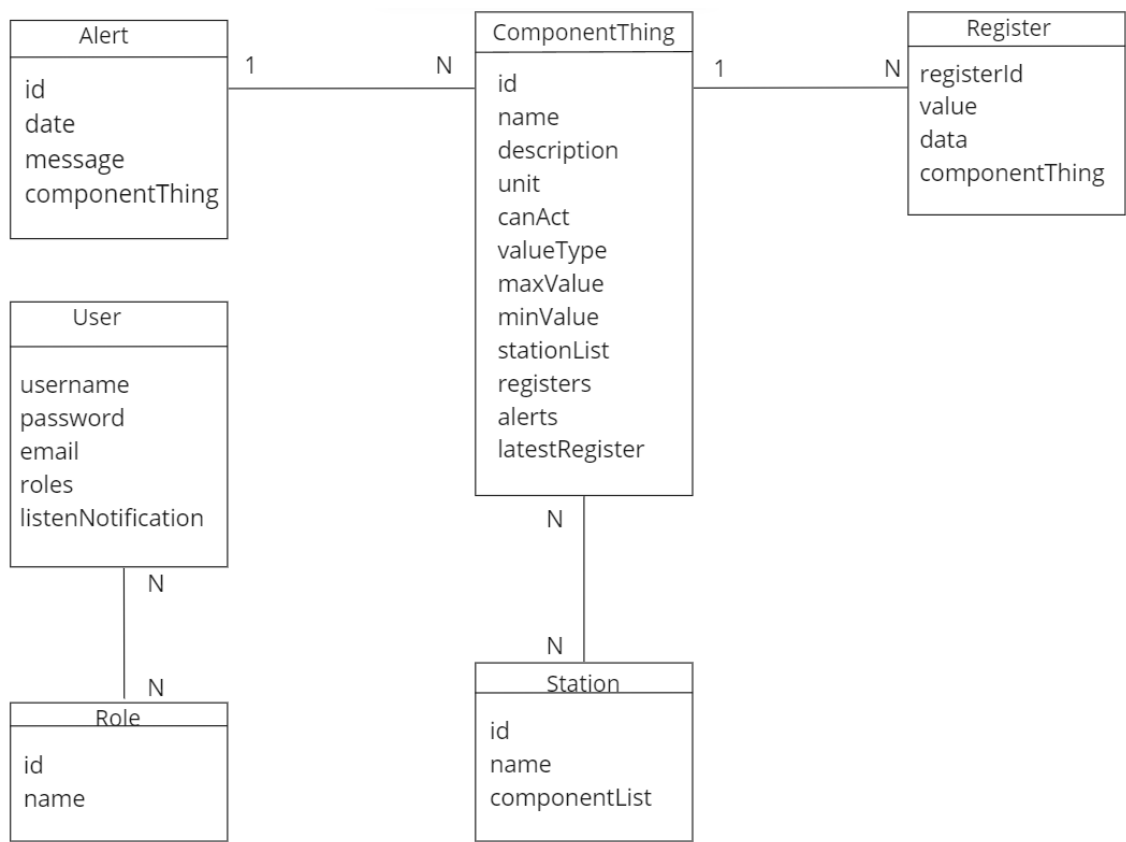 Alert
id
date
message
componentThing
1
N
ComponentThing
id
name
description
unit
canAct
valueType
maxValue
minValue
stationList
registers
alerts
latestRegister
1
N
Register
registerId
value
data
componentThing
User
username
password
email
roles
listenNotification
N
N
Role
id
name
N
N
Station
id
name
componentList